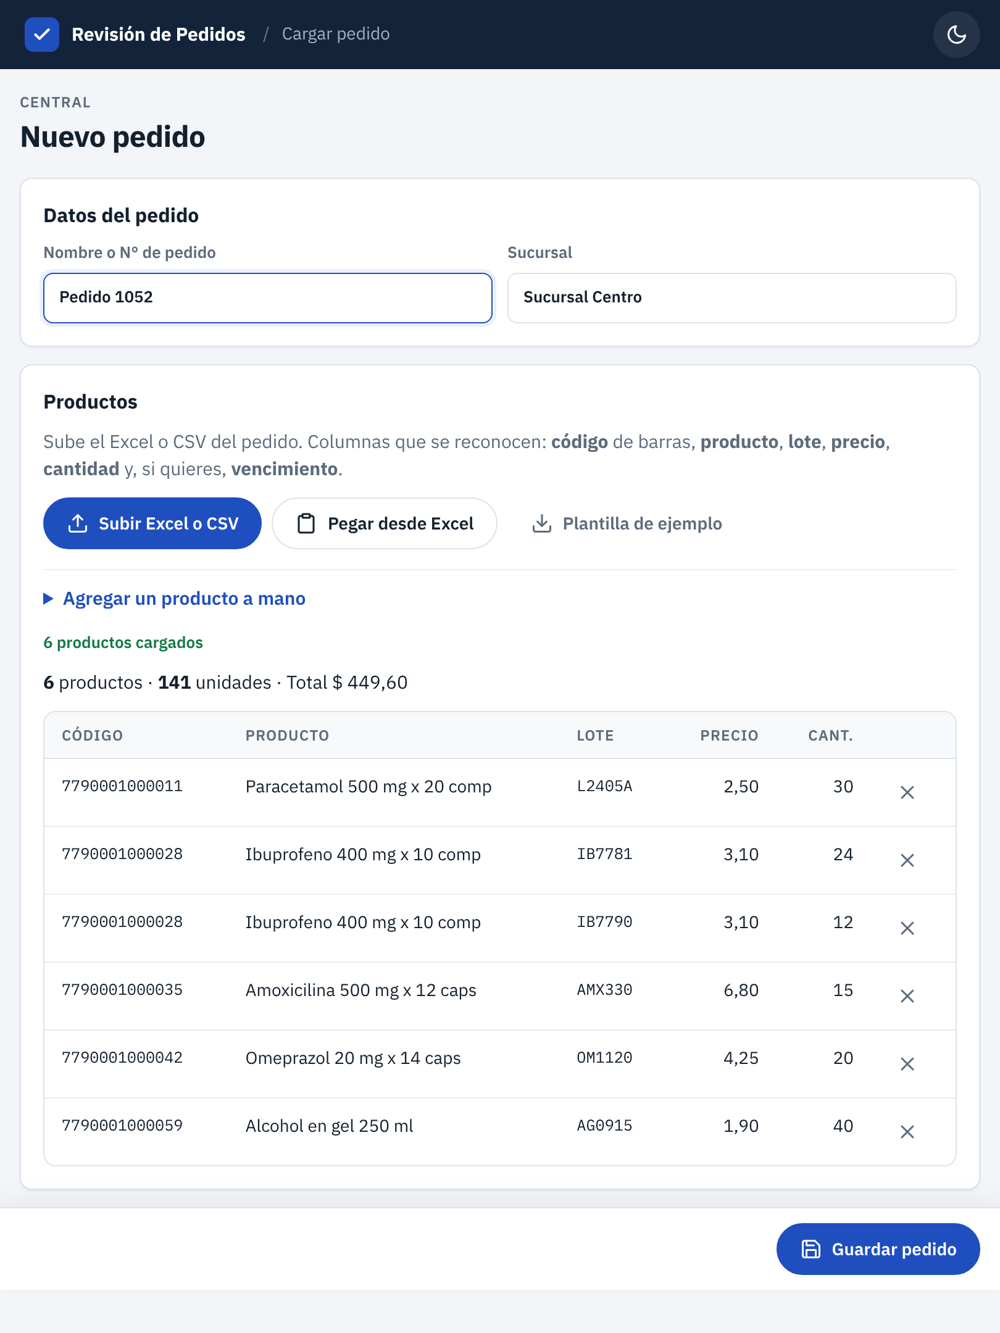 Revisión de Pedidos / Cargar pedido
CENTRAL
Nuevo pedido
Datos del pedido
Nombre o N° de pedido
Pedido 1052
Sucursal
Sucursal Centro
Productos
Sube el Excel o CSV del pedido. Columnas que se reconocen: código de barras, producto, lote, precio,
cantidad y, si quieres, vencimiento.
Subir Excel o CSV Pegar desde Excel Plantilla de ejemplo
Agregar un producto a mano
6 productos cargados
6 productos · 141 unidades · Total $ 449,60
CÓDIGO PRODUCTO LOTE PRECIO CANT.
7790001000011 Paracetamol 500 mg x 20 comp L2405A 2,50 30
7790001000028 Ibuprofeno 400 mg x 10 comp IB7781 3,10 24
7790001000028 Ibuprofeno 400 mg x 10 comp IB7790 3,10 12
7790001000035 Amoxicilina 500 mg x 12 caps AMX330 6,80 15
7790001000042 Omeprazol 20 mg x 14 caps OM1120 4,25 20
7790001000059 Alcohol en gel 250 ml AG0915 1,90 40
Guardar pedido